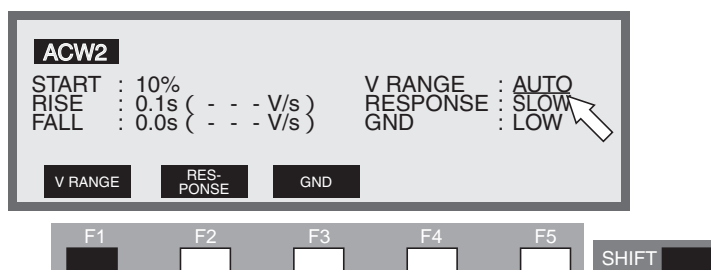 ACW2
START : 10% V RANGE : AUTO
RISE : 0.1s ( - - - V/s ) RESPONSE : SLOW
FALL : 0.0s ( - - - V/s ) GND : LOW
V RANGE RES- GND
PONSE
F1 F2 F3 F4 F5
SHIFT